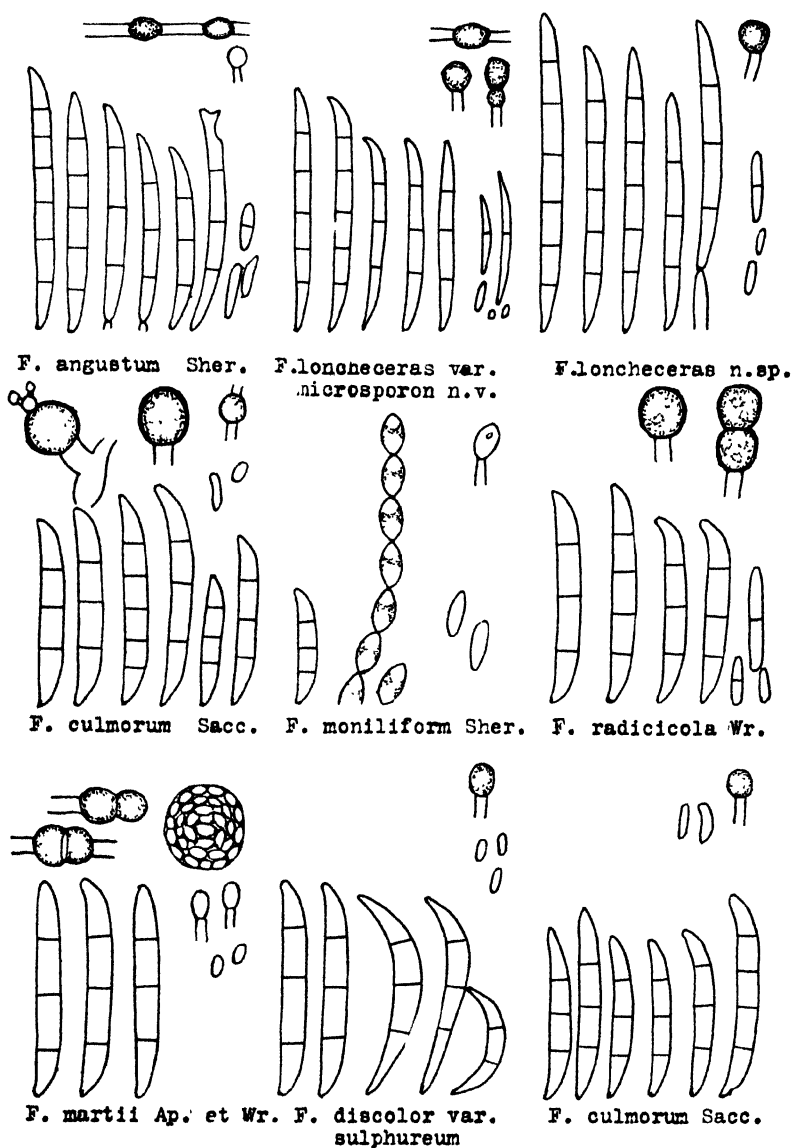 F. angustum Sher.
F.loncheceras var.
microsporon n.v.
F.loncheceras n.sp.
F. culmorum Sacc.
F. moniliform Sher.
F. radicicola Wr.
F. martii Ap. et Wr.
F. discolor var.
sulphureum
F. culmorum Sacc.